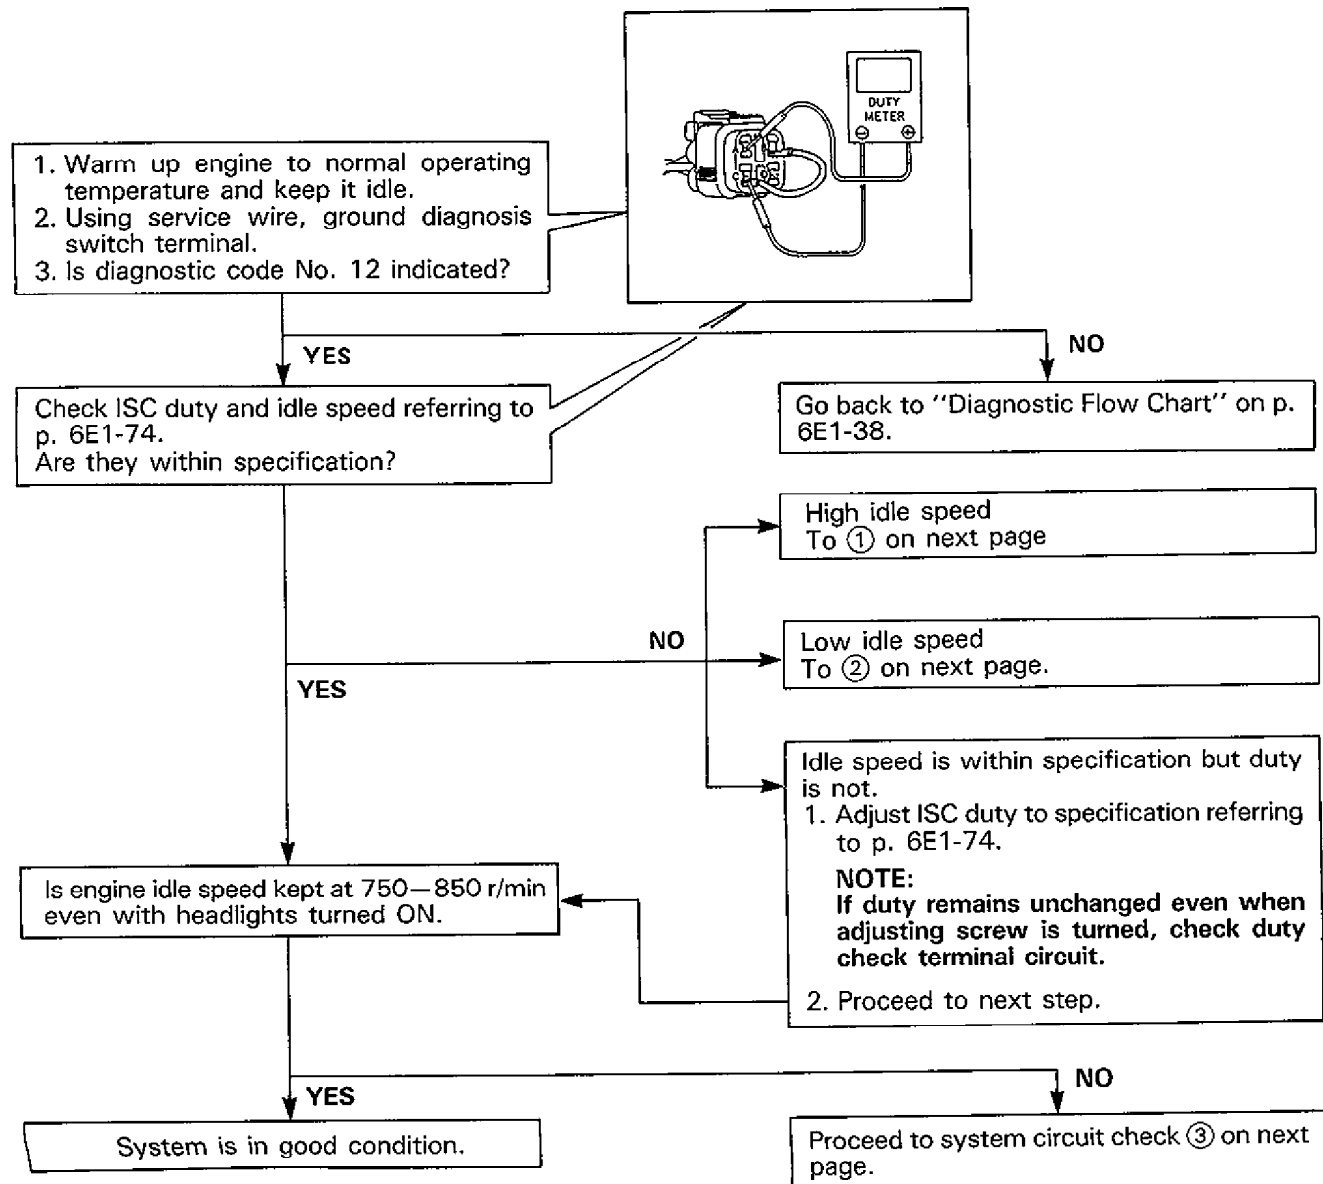 DUTY
METER
⊖ ⊕
A
C
1. Warm up engine to normal operating
temperature and keep it idle.
2. Using service wire, ground diagnosis
switch terminal.
3. Is diagnostic code No. 12 indicated?
YES
NO
Check ISC duty and idle speed referring to
p. 6E1-74.
Are they within specification?
Go back to "Diagnostic Flow Chart" on p.
6E1-38.
High idle speed
To ① on next page
NO
Low idle speed
To ② on next page.
YES
Idle speed is within specification but duty
is not.
1. Adjust ISC duty to specification referring
to p. 6E1-74.
NOTE:
If duty remains unchanged even when
adjusting screw is turned, check duty
check terminal circuit.
2. Proceed to next step.
Is engine idle speed kept at 750—850 r/min
even with headlights turned ON.
YES
NO
System is in good condition.
Proceed to system circuit check ③ on next
page.